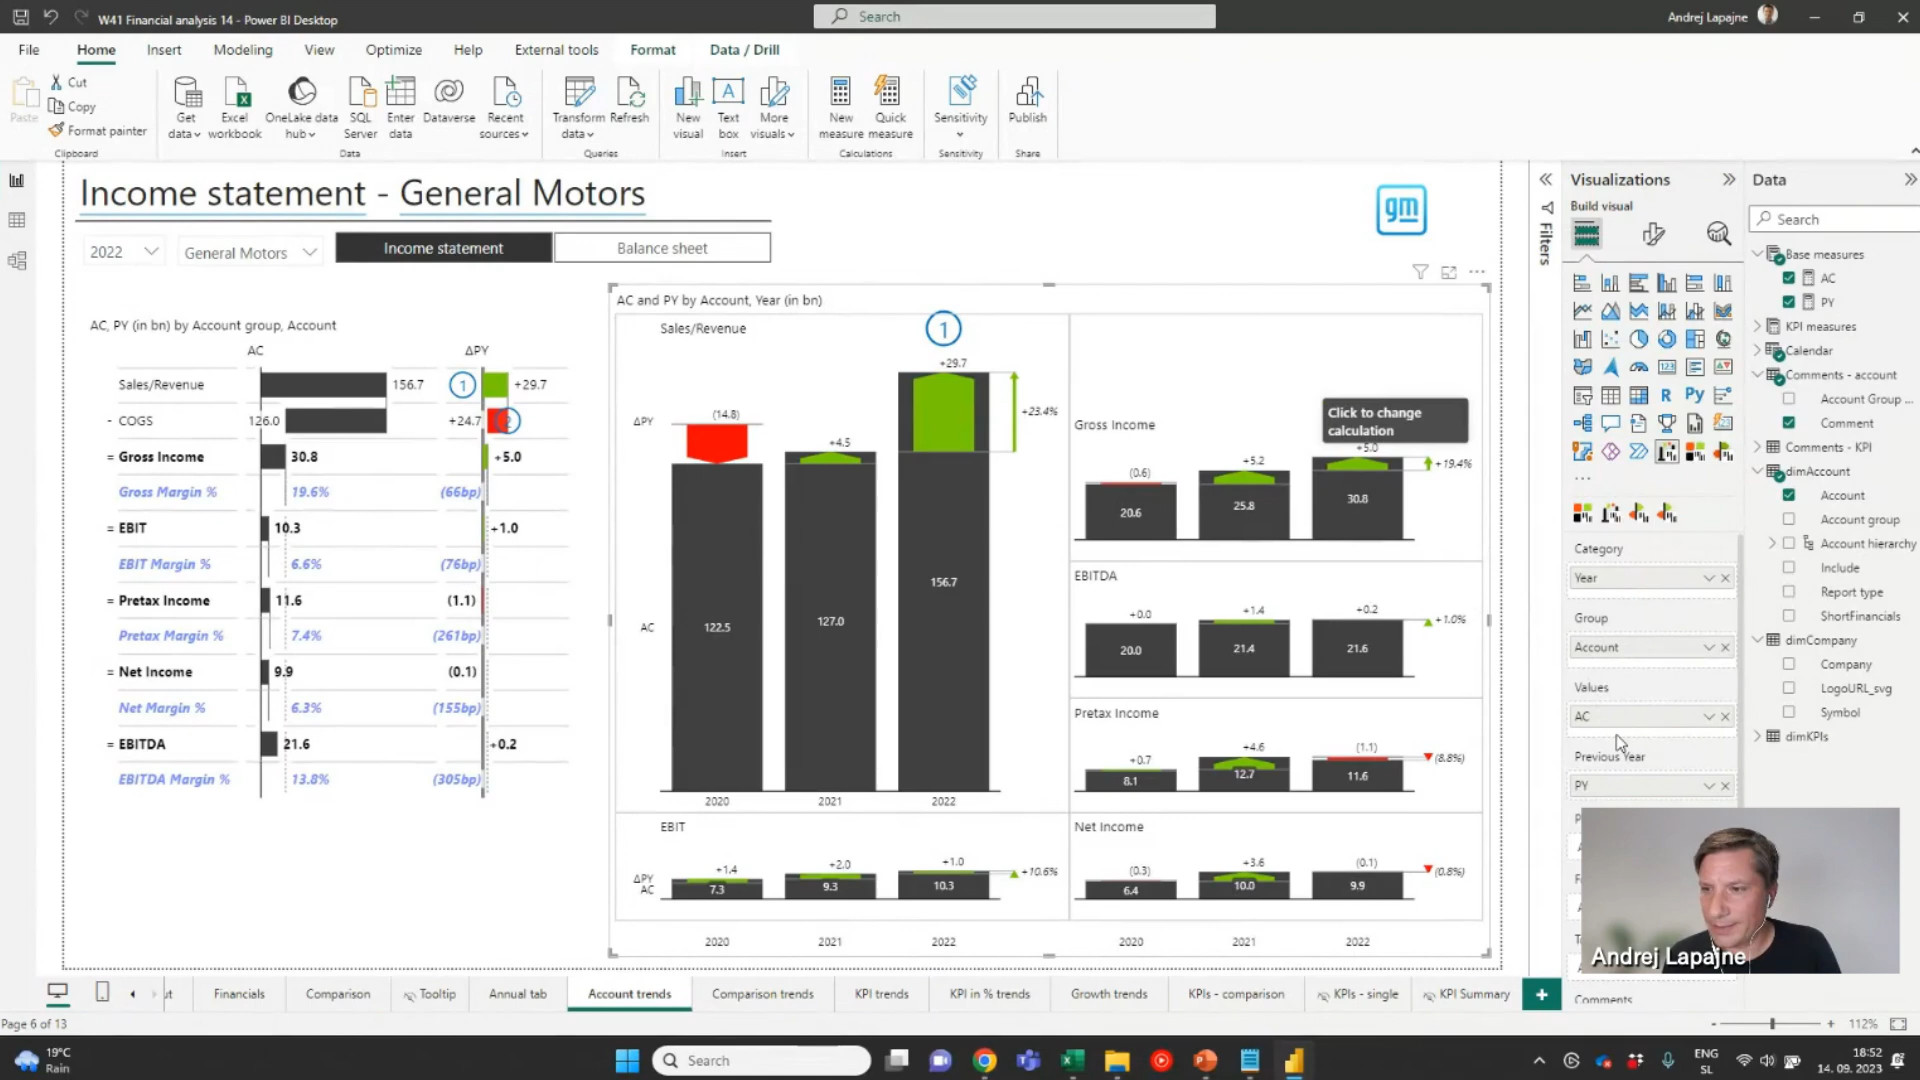 W41 Financial analysis 14 - Power BI Desktop
Search
Andrej Lapajne
File
Home
Insert
Modeling
View
Optimize
Help
External tools
Format
Data / Drill
Paste
Cut
Copy
Format painter
Clipboard
Get data
Excel workbook
OneLake data hub
SQL Server
Enter data
Dataverse
Recent sources
Data
Transform data
Refresh
Queries
New visual
Text box
More visuals
Insert
New measure
Quick measure
Calculations
Sensitivity
Sensitivity
Publish
Share
Income statement - General Motors
gm
2022
General Motors
Income statement
Balance sheet
AC, PY (in bn) by Account group, Account
AC
ΔPY
Sales/Revenue
156.7
1
+29.7
- COGS
126.0
+24.7
2
= Gross Income
30.8
+5.0
Gross Margin %
19.6%
(66bp)
= EBIT
10.3
+1.0
EBIT Margin %
6.6%
(76bp)
= Pretax Income
11.6
(1.1)
Pretax Margin %
7.4%
(261bp)
= Net Income
9.9
(0.1)
Net Margin %
6.3%
(155bp)
= EBITDA
21.6
+0.2
EBITDA Margin %
13.8%
(305bp)
AC and PY by Account, Year (in bn)
Sales/Revenue
1
+29.7
ΔPY
(14.8)
+4.5
+23.4%
AC
122.5
127.0
156.7
2020
2021
2022
EBIT
ΔPY
AC
+1.4
+2.0
+1.0
+10.6%
7.3
9.3
10.3
2020
2021
2022
Gross Income
Click to change calculation
(0.6)
+5.2
+5.0
+19.4%
20.6
25.8
30.8
EBITDA
+0.0
+1.4
+0.2
+1.0%
20.0
21.4
21.6
Pretax Income
+0.7
+4.6
(1.1)
(8.8%)
8.1
12.7
11.6
Net Income
(0.3)
+3.6
(0.1)
(0.8%)
6.4
10.0
9.9
2020
2021
2022
Filters
Visualizations
Build visual
123
R
Py
Category
Year
Group
Account
Values
AC
Previous Year
PY
Comments
Data
Search
Base measures
AC
PY
KPI measures
Calendar
Comments - account
Account Group ...
Comment
Comments - KPI
dimAccount
Account
Account group
Account hierarchy
Include
Report type
ShortFinancials
dimCompany
Company
LogoURL_svg
Symbol
dimKPIs
Andrej Lapajne
Financials
Comparison
Tooltip
Annual tab
Account trends
Comparison trends
KPI trends
KPI in % trends
Growth trends
KPIs - comparison
KPIs - single
KPI Summary
+
Page 6 of 13
- + 112%
19°C
Rain
Search
ENG
SL
18:52
14. 09. 2023